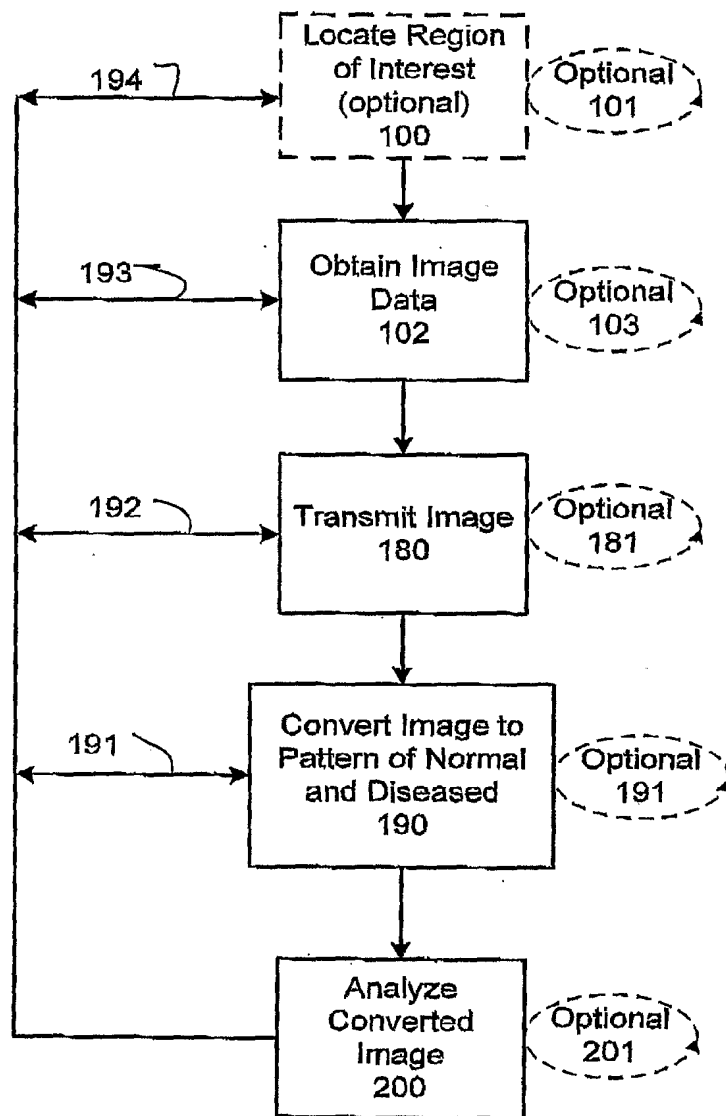 Locate Region
of Interest
(optional)
100
194
Optional
101
193
Obtain Image
Data
102
Optional
103
192
Transmit Image
180
Optional
181
191
Convert Image to
Pattern of Normal
and Diseased
190
Optional
191
Analyze
Converted
Image
200
Optional
201